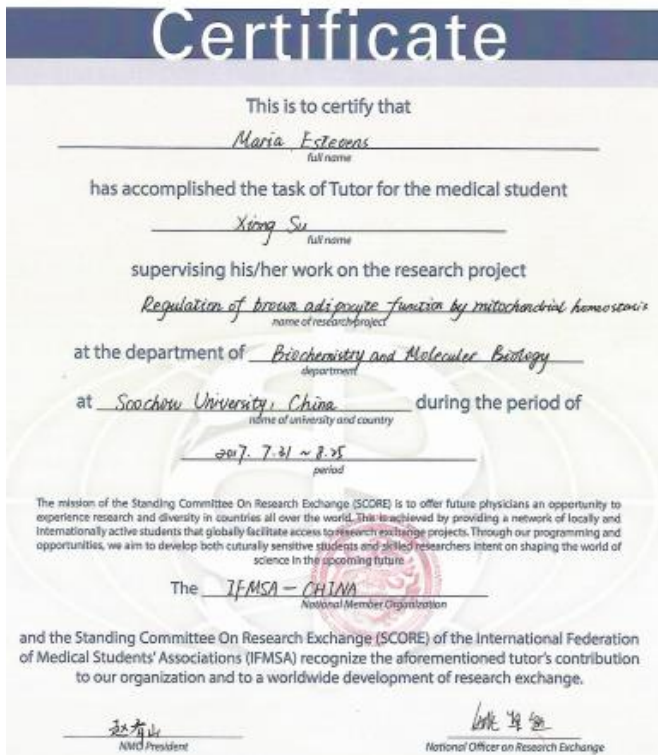 Certificate
This is to certify that
Maria Estevens
full name
has accomplished the task of Tutor for the medical student
Xing Su
full name
supervising his/her work on the research project
Regulation of brown adipocyte function by mitochondrial homeostasis
name of research project
at the department of Biochemistry and Molecular Biology
department
at Soochow University, China during the period of
name of university and country
2017. 7.31 ~ 8.25
period
The mission of the Standing Committee On Research Exchange (SCORE) is to offer future physicians an opportunity to
experience research and diversity in countries all over the world. This is achieved by providing a network of locally and
internationally active students that globally facilitate access to research exchange projects. Through our programming and
opportunities, we aim to develop both cuturally sensitive students and skilled researchers intent on shaping the world of
science in the upcoming future
The IFMSA - CHINA
National Member Organization
and the Standing Committee On Research Exchange (SCORE) of the International Federation
of Medical Students' Associations (IFMSA) recognize the aforementioned tutor's contribution
to our organization and to a worldwide development of research exchange.
NMO President
National Officer on Research Exchange